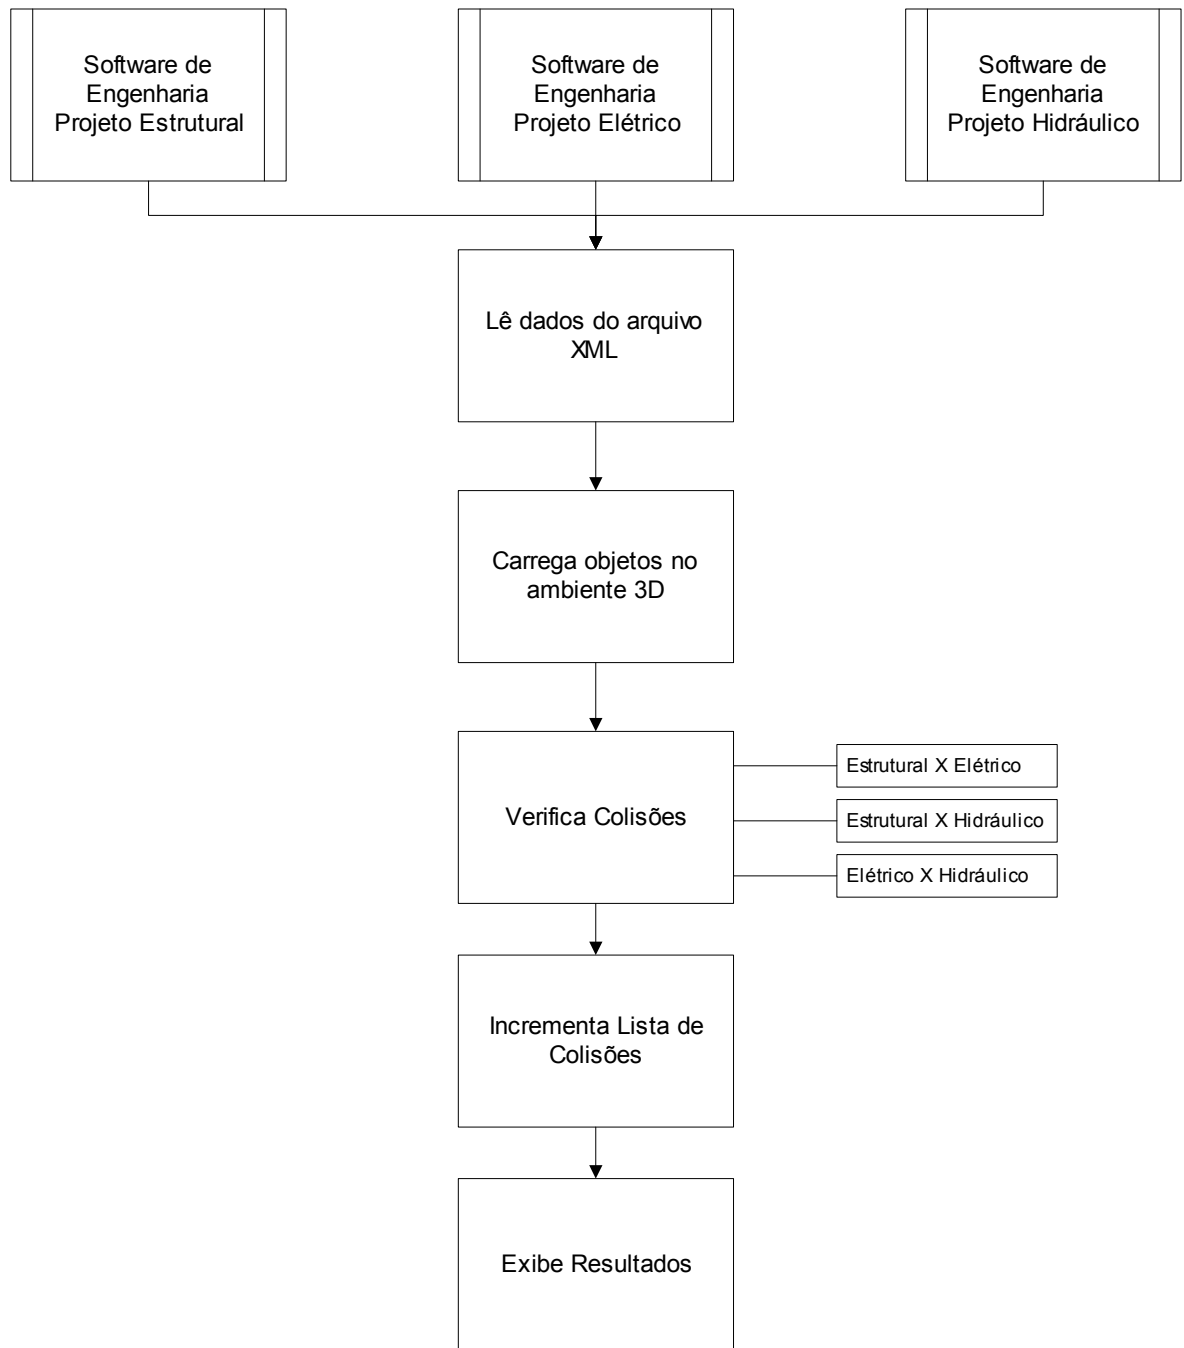 Software de
Engenharia
Projeto Estrutural
Software de
Engenharia
Projeto Elétrico
Software de
Engenharia
Projeto Hidráulico
Lê dados do arquivo
XML
Carrega objetos no
ambiente 3D
Verifica Colisões
Estrutural X Elétrico
Estrutural X Hidráulico
Elétrico X Hidráulico
Incrementa Lista de
Colisões
Exibe Resultados